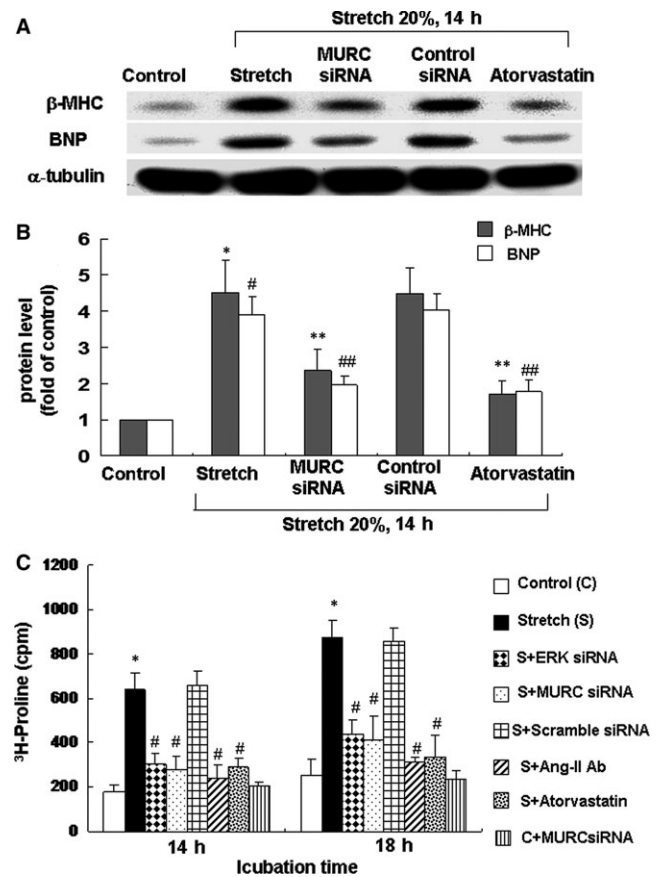 A
Stretch 20%, 14 h
Control
Stretch
MURC siRNA
Control siRNA
Atorvastatin
β-MHC
BNP
α-tubulin
B
β-MHC
BNP
protein level
(fold of control)
6
5
4
3
2
1
0
*
#
**
##
**
##
Control
Stretch
MURC siRNA
Control siRNA
Atorvastatin
Stretch 20%, 14 h
C
³H-Proline (cpm)
1200
1000
800
600
400
200
0
*
#
#
#
#
*
#
#
#
#
14 h
18 h
Icubation time
Control (C)
Stretch (S)
S+ERK siRNA
S+MURC siRNA
S+Scramble siRNA
S+Ang-II Ab
S+Atorvastatin
C+MURCsiRNA